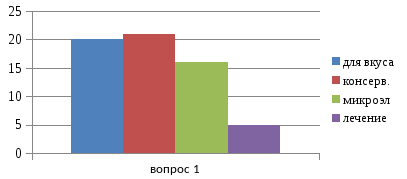 25
20
15
10
5
0
вопрос 1
для вкуса
консерв.
микроэл
лечение